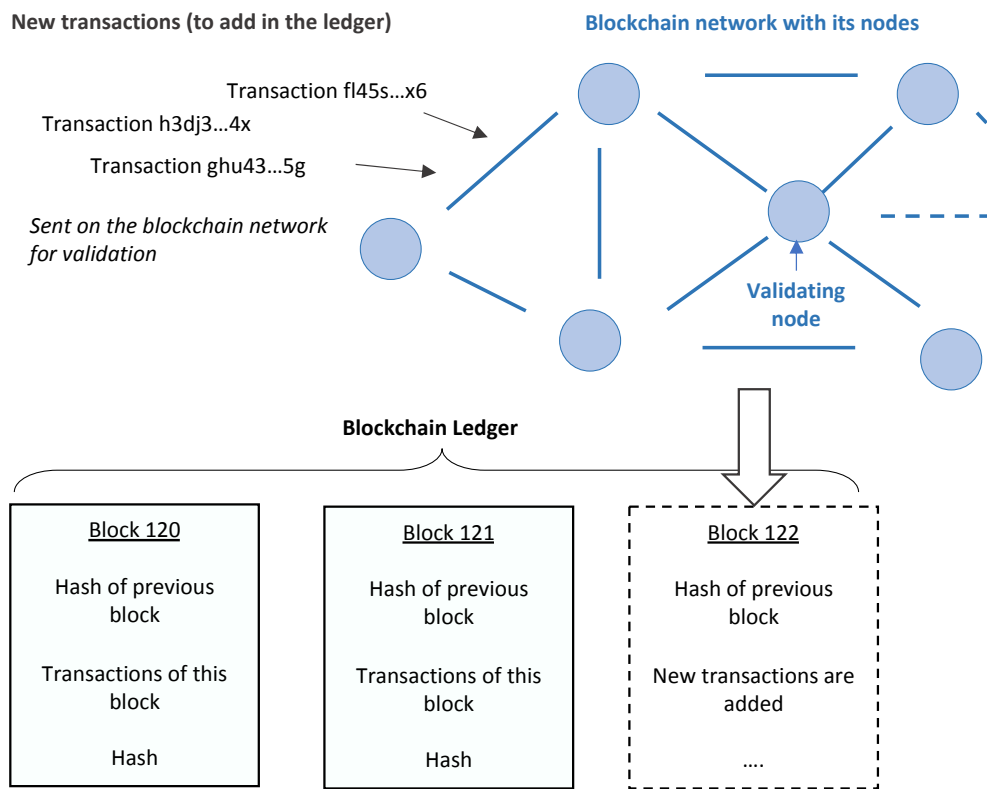 New transactions (to add in the ledger)
Blockchain network with its nodes
Transaction fl45s...x6
Transaction h3dj3...4x
Transaction ghu43...5g
Sent on the blockchain network
for validation
Validating
node
Blockchain Ledger
Block 120
Hash of previous
block
Transactions of this
block
Hash
Block 121
Hash of previous
block
Transactions of this
block
Hash
Block 122
Hash of previous
block
New transactions are
added
....